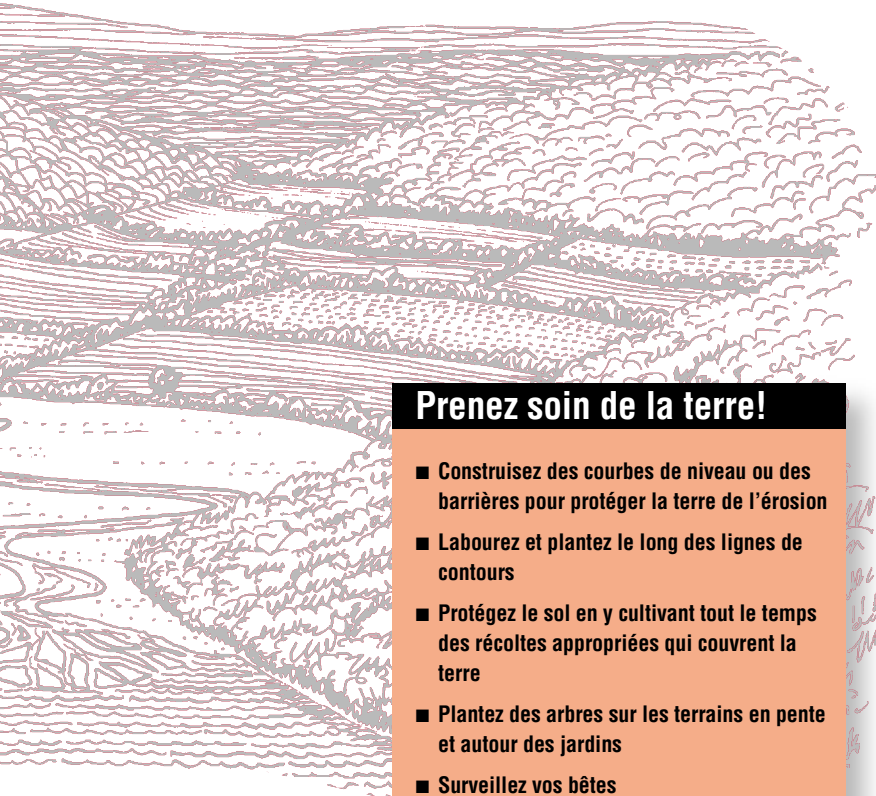 Prenez soin de la terre!
■ Construisez des courbes de niveau ou des
barrières pour protéger la terre de l’érosion
■ Labourez et plantez le long des lignes de
contours
■ Protégez le sol en y cultivant tout le temps
des récoltes appropriées qui couvrent la
terre
■ Plantez des arbres sur les terrains en pente
et autour des jardins
■ Surveillez vos bêtes